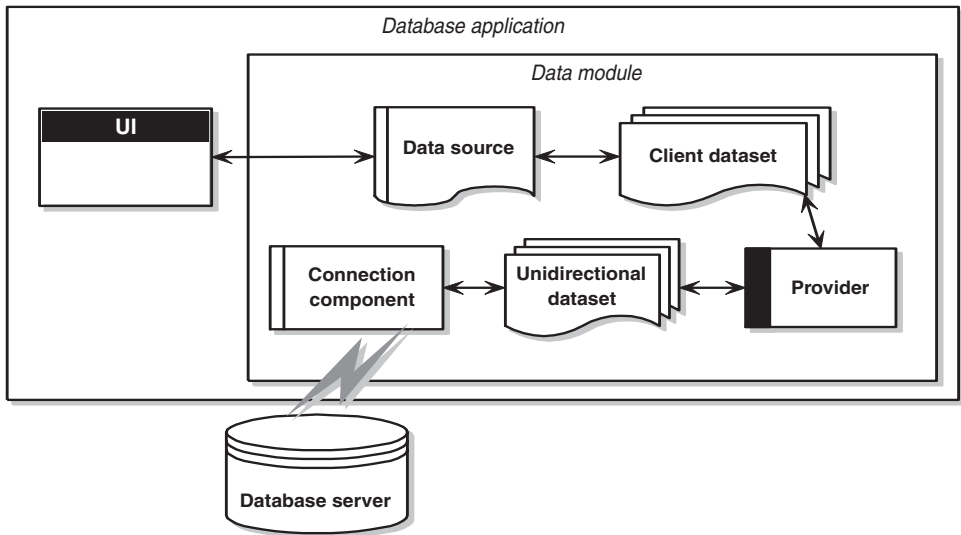 Database application
Data module
UI
Data source
Client dataset
Connection
component
Unidirectional
dataset
Provider
Database server